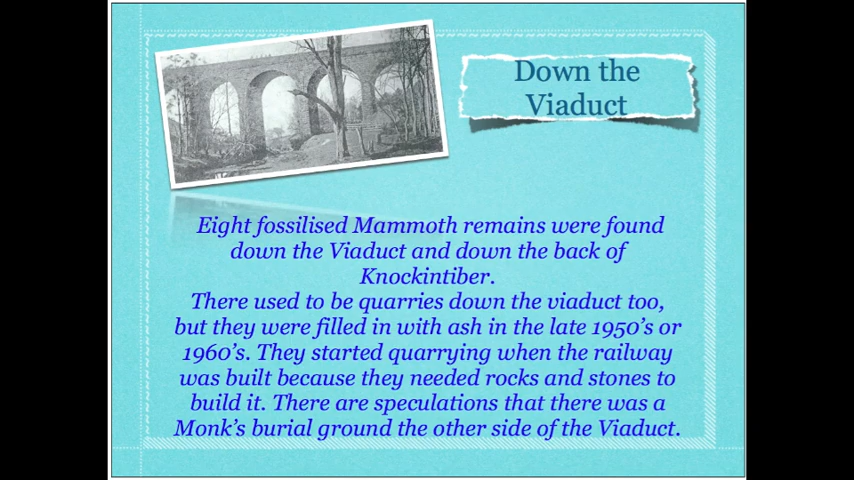 Down the
Viaduct
Eight fossilised Mammoth remains were found
down the Viaduct and down the back of
Knockintiber.
There used to be quarries down the viaduct too,
but they were filled in with ash in the late 1950's or
1960's. They started quarrying when the railway
was built because they needed rocks and stones to
build it. There are speculations that there was a
Monk's burial ground the other side of the Viaduct.